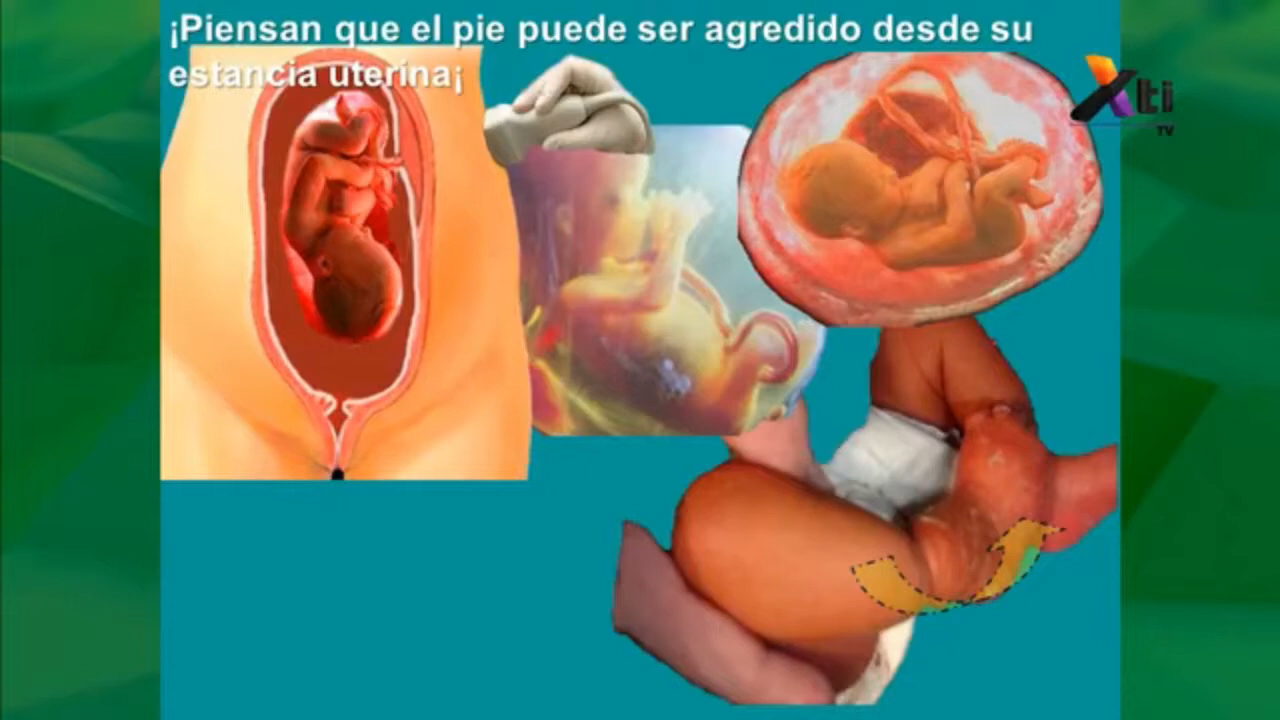 ¡Piensan que el pie puede ser agredido desde su
estancia uterina¡
Xti
TV